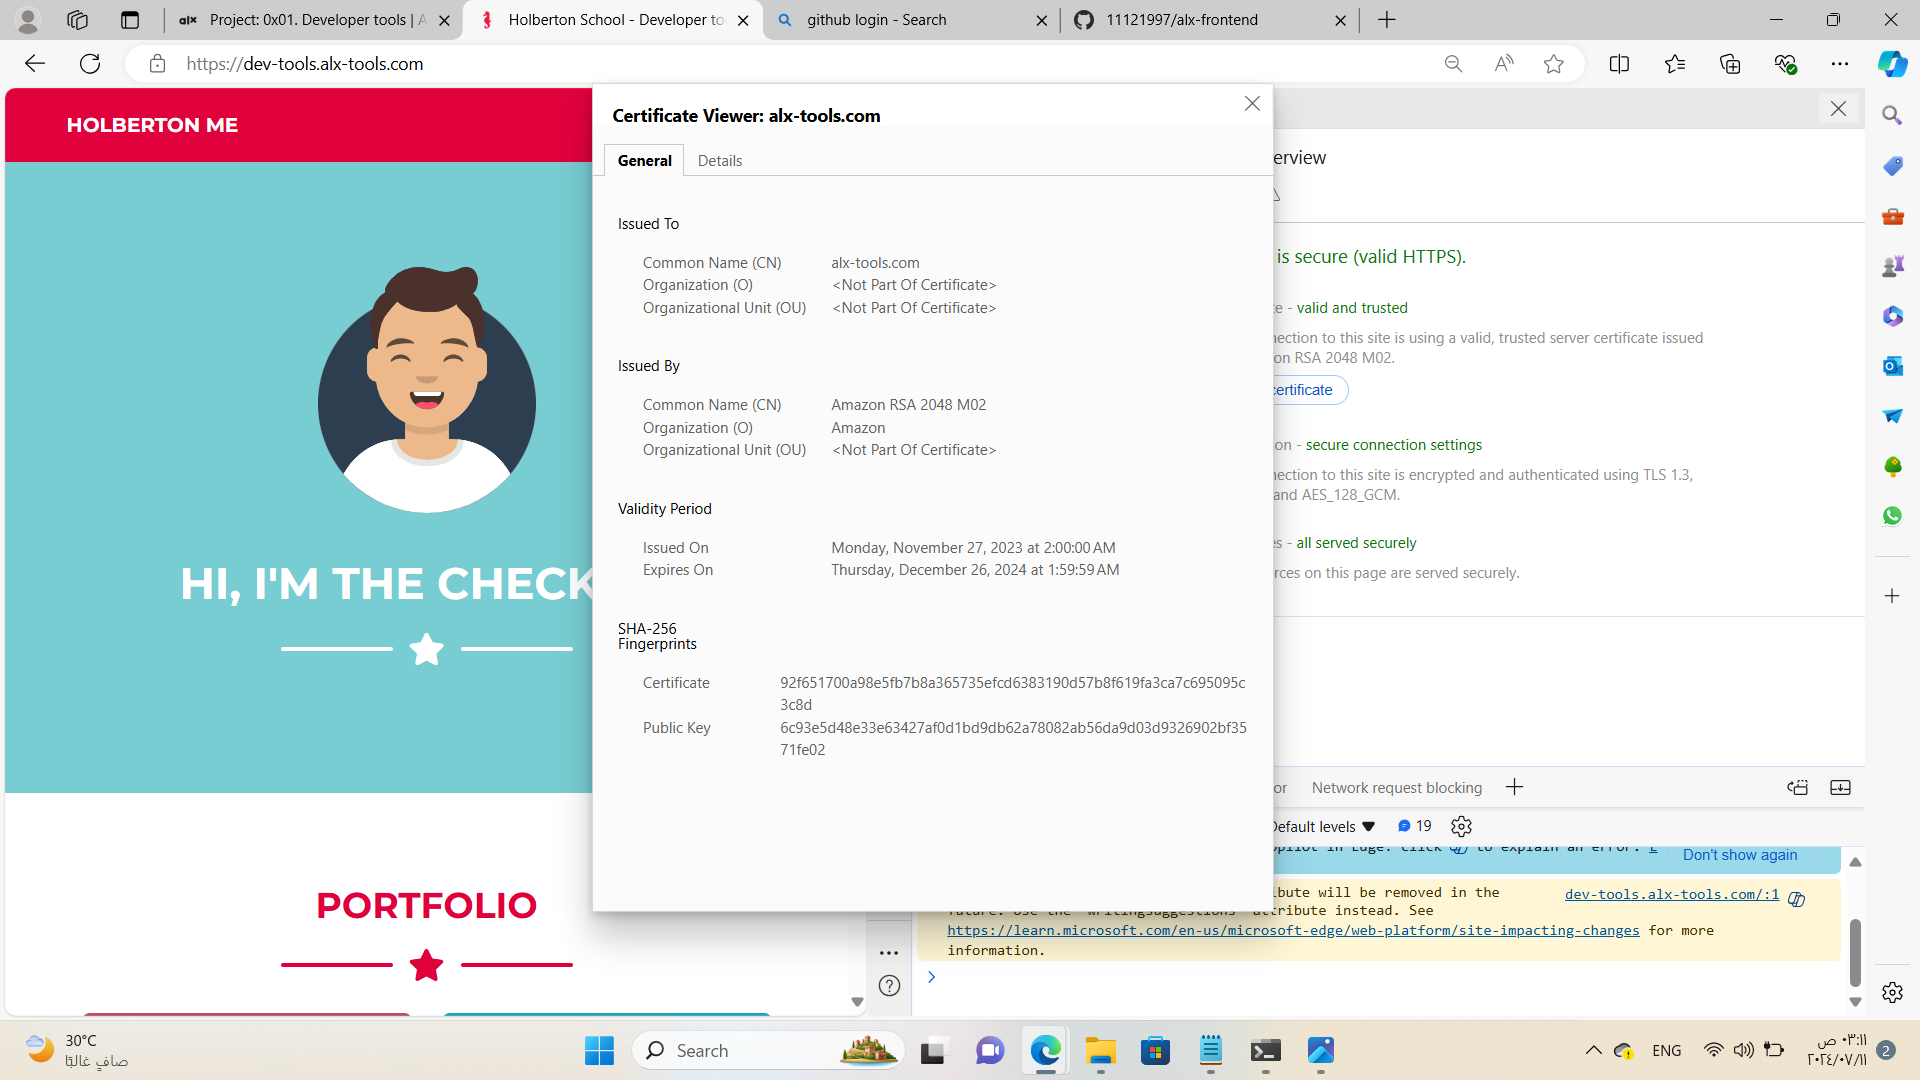 Project: 0x01. Developer tools | A
Holberton School - Developer to
github login - Search
11121997/alx-frontend
https://dev-tools.alx-tools.com
HOLBERTON ME
HI, I'M THE CHECK
PORTFOLIO
Certificate Viewer: alx-tools.com
General
Details
Issued To
Common Name (CN) alx-tools.com
Organization (O) <Not Part Of Certificate>
Organizational Unit (OU) <Not Part Of Certificate>
Issued By
Common Name (CN) Amazon RSA 2048 M02
Organization (O) Amazon
Organizational Unit (OU) <Not Part Of Certificate>
Validity Period
Issued On Monday, November 27, 2023 at 2:00:00 AM
Expires On Thursday, December 26, 2024 at 1:59:59 AM
SHA-256
Fingerprints
Certificate 92f651700a98e5fb7b8a365735efcd6383190d57b8f619fa3ca7c695095c
3c8d
Public Key 6c93e5d48e33e63427af0d1bd9db62a78082ab56da9d03d9326902bf35
71fe02
erview
is secure (valid HTTPS).
e - valid and trusted
nection to this site is using a valid, trusted server certificate issued
on RSA 2048 M02.
certificate
on - secure connection settings
nection to this site is encrypted and authenticated using TLS 1.3,
and AES_128_GCM.
es - all served securely
rces on this page are served securely.
or
Network request blocking
Default levels
19
opilot in Edge: click to explain an error.
Don't show again
ibute will be removed in the
dev-tools.alx-tools.com/:1
future. Use the 'writingsuggestions' attribute instead. See
https://learn.microsoft.com/en-us/microsoft-edge/web-platform/site-impacting-changes for more
information.
30°C
صافٍ غالبًا
Search
ENG
٠٣:١١ ص
٢٠٢٤/٠٧/١١
2